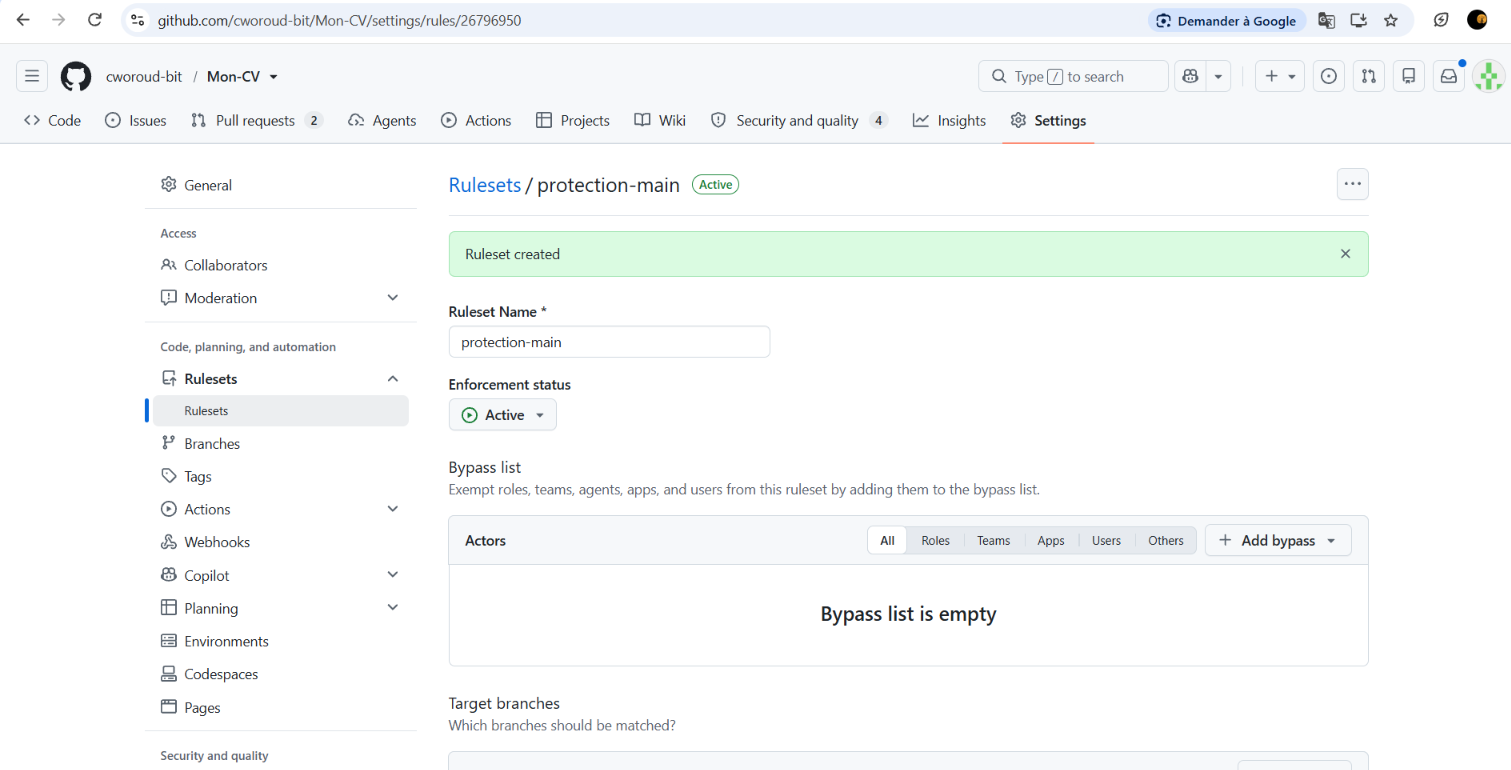 github.com/cworoud-bit/Mon-CV/settings/rules/26796950
Demander à Google
cworoud-bit / Mon-CV
Type / to search
Code
Issues
Pull requests 2
Agents
Actions
Projects
Wiki
Security and quality 4
Insights
Settings
General
Access
Collaborators
Moderation
Code, planning, and automation
Rulesets
Rulesets
Branches
Tags
Actions
Webhooks
Copilot
Planning
Environments
Codespaces
Pages
Security and quality
Rulesets / protection-main Active
Ruleset created
Ruleset Name *
protection-main
Enforcement status
Active
Bypass list
Exempt roles, teams, agents, apps, and users from this ruleset by adding them to the bypass list.
Actors
All Roles Teams Apps Users Others
Add bypass
Bypass list is empty
Target branches
Which branches should be matched?